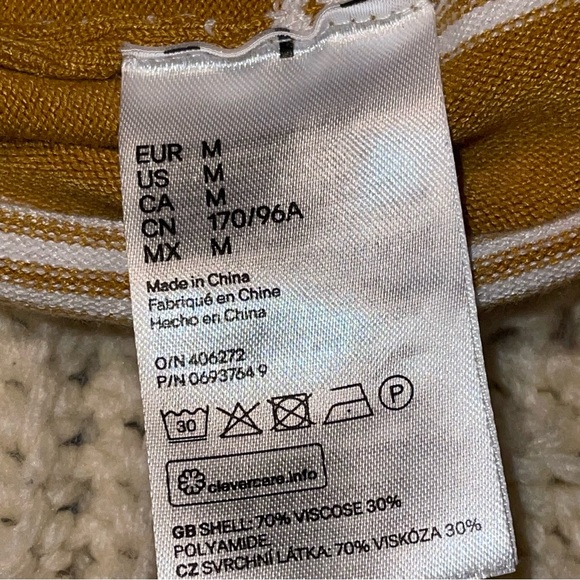 EUR M
US M
CA M
CN 170/96A
MX M
Made in China
Fabriqué en Chine
Hecho en China
O/N 406272
P/N 0693764 9
30
P
clevercare.info
GB SHELL: 70% VISCOSE 30%
POLYAMIDE.
CZ SVRCHNÍ LÁTKA: 70% VISKÓZA 30%